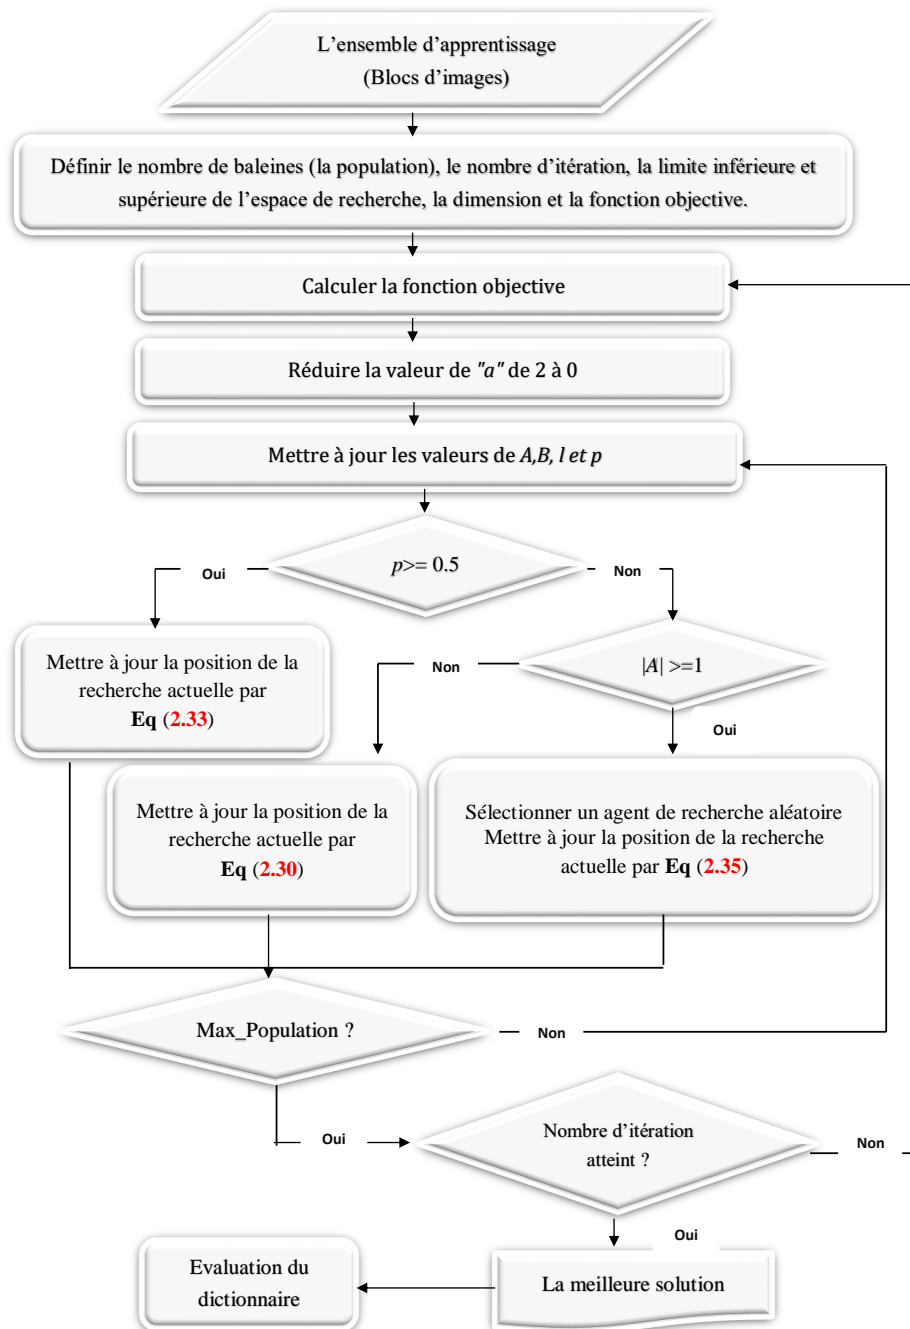 L'ensemble d'apprentissage
(Blocs d'images)
Définir le nombre de baleines (la population), le nombre d'itération, la limite inférieure et
supérieure de l'espace de recherche, la dimension et la fonction objective.
Calculer la fonction objective
Réduire la valeur de "a" de 2 à 0
Mettre à jour les valeurs de A,B, l et p
p>= 0.5
Oui
Non
Mettre à jour la position de la
recherche actuelle par
Eq (2.33)
|A| >=1
Non
Oui
Mettre à jour la position de la
recherche actuelle par
Eq (2.30)
Sélectionner un agent de recherche aléatoire
Mettre à jour la position de la recherche
actuelle par Eq (2.35)
Max_Population ?
Non
Oui
Nombre d'itération
atteint ?
Non
Oui
Evaluation du
dictionnaire
La meilleure solution